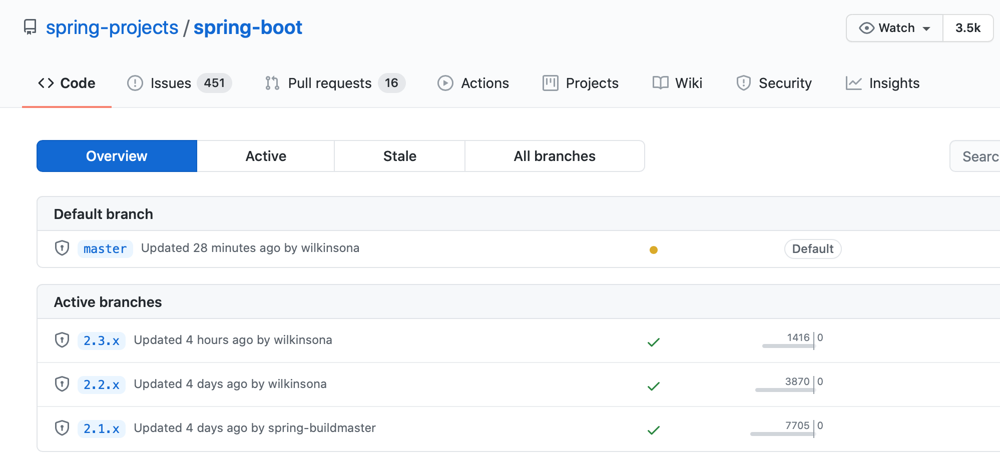 spring-projects / spring-boot
Watch 3.5k
Code Issues 451 Pull requests 16 Actions Projects Wiki Security Insights
Overview Active Stale All branches Searc
Default branch
master Updated 28 minutes ago by wilkinsona Default
Active branches
2.3.x Updated 4 hours ago by wilkinsona 1416 0
2.2.x Updated 4 days ago by wilkinsona 3870 0
2.1.x Updated 4 days ago by spring-buildmaster 7705 0